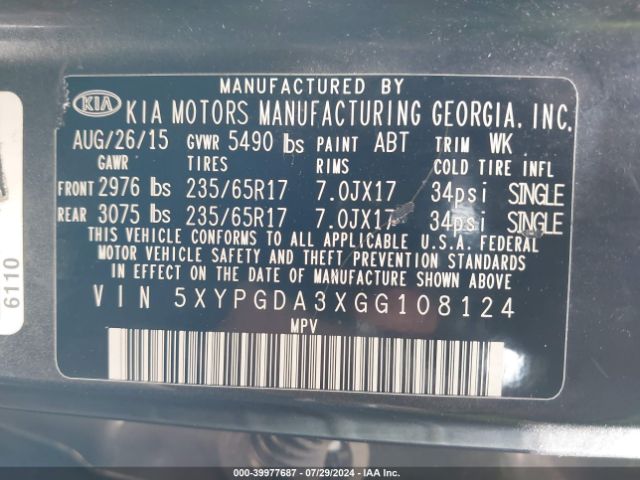 MANUFACTURED BY
KIA KIA MOTORS MANUFACTURING GEORGIA, INC.
AUG/26/15 GVWR 5490 lbs PAINT ABT TRIM WK
GAWR TIRES RIMS COLD TIRE INFL
FRONT 2976 lbs 235/65R17 7.0JX17 34psi SINGLE
REAR 3075 lbs 235/65R17 7.0JX17 34psi SINGLE
THIS VEHICLE CONFORMS TO ALL APPLICABLE U.S.A. FEDERAL
MOTOR VEHICLE SAFETY AND THEFT PREVENTION STANDARDS
IN EFFECT ON THE DATE OF MANUFACTURE SHOWN ABOVE
VIN 5XYPGDA3XGG108124
MPV
6110
000-39977687 - 07/29/2024 - IAA Inc.